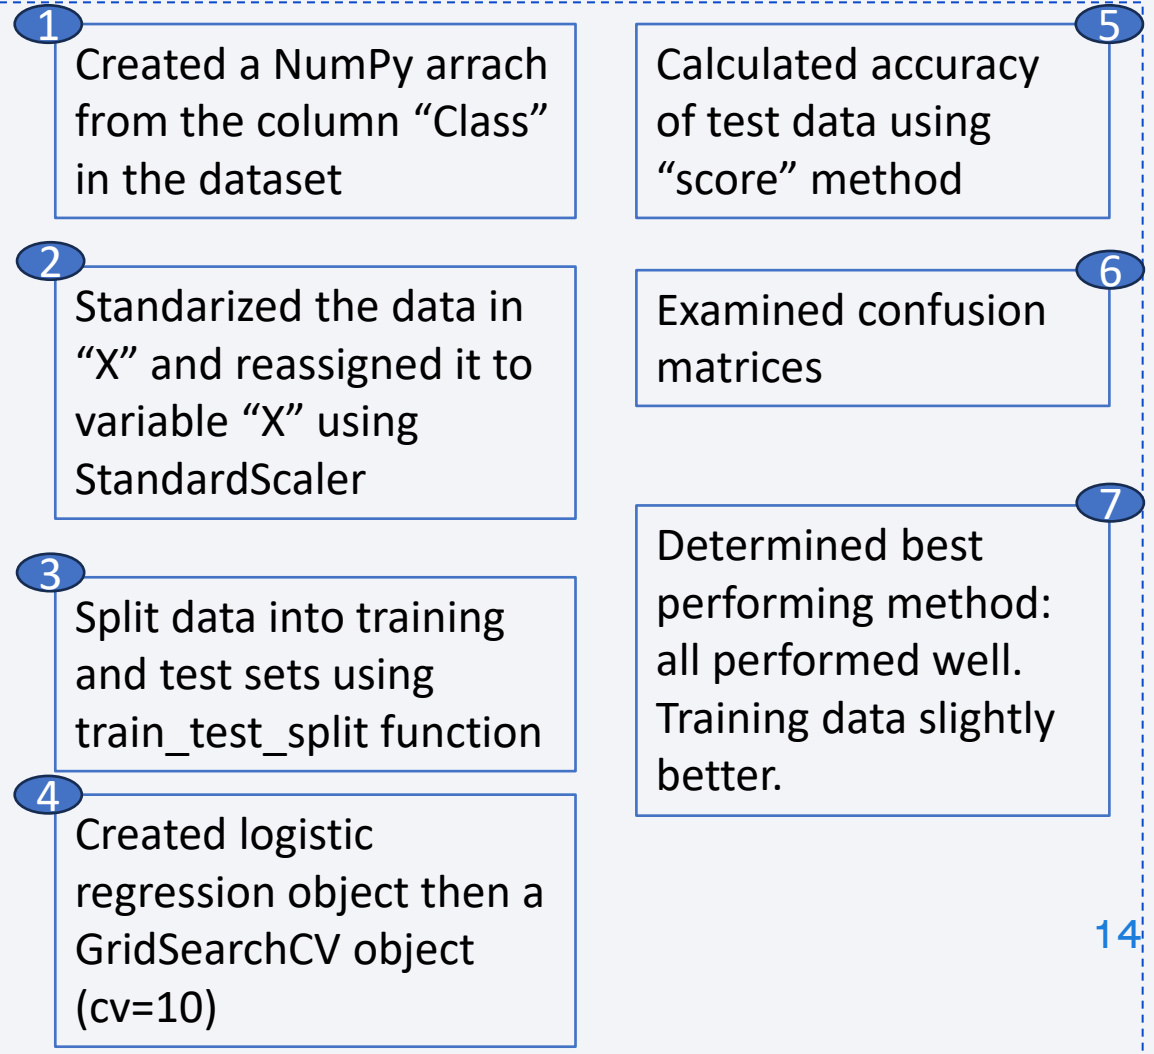 1
Created a NumPy arrach
from the column “Class”
in the dataset
2
Standarized the data in
“X” and reassigned it to
variable “X” using
StandardScaler
3
Split data into training
and test sets using
train_test_split function
4
Created logistic
regression object then a
GridSearchCV object
(cv=10)
5
Calculated accuracy
of test data using
“score” method
6
Examined confusion
matrices
7
Determined best
performing method:
all performed well.
Training data slightly
better.
14